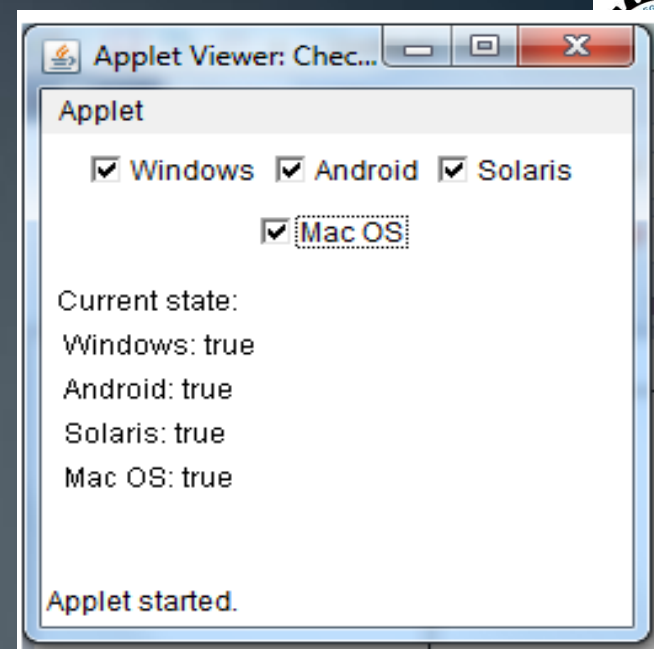 Applet Viewer: Chec...
Applet
Windows Android Solaris
Mac OS
Current state:
Windows: true
Android: true
Solaris: true
Mac OS: true
Applet started.